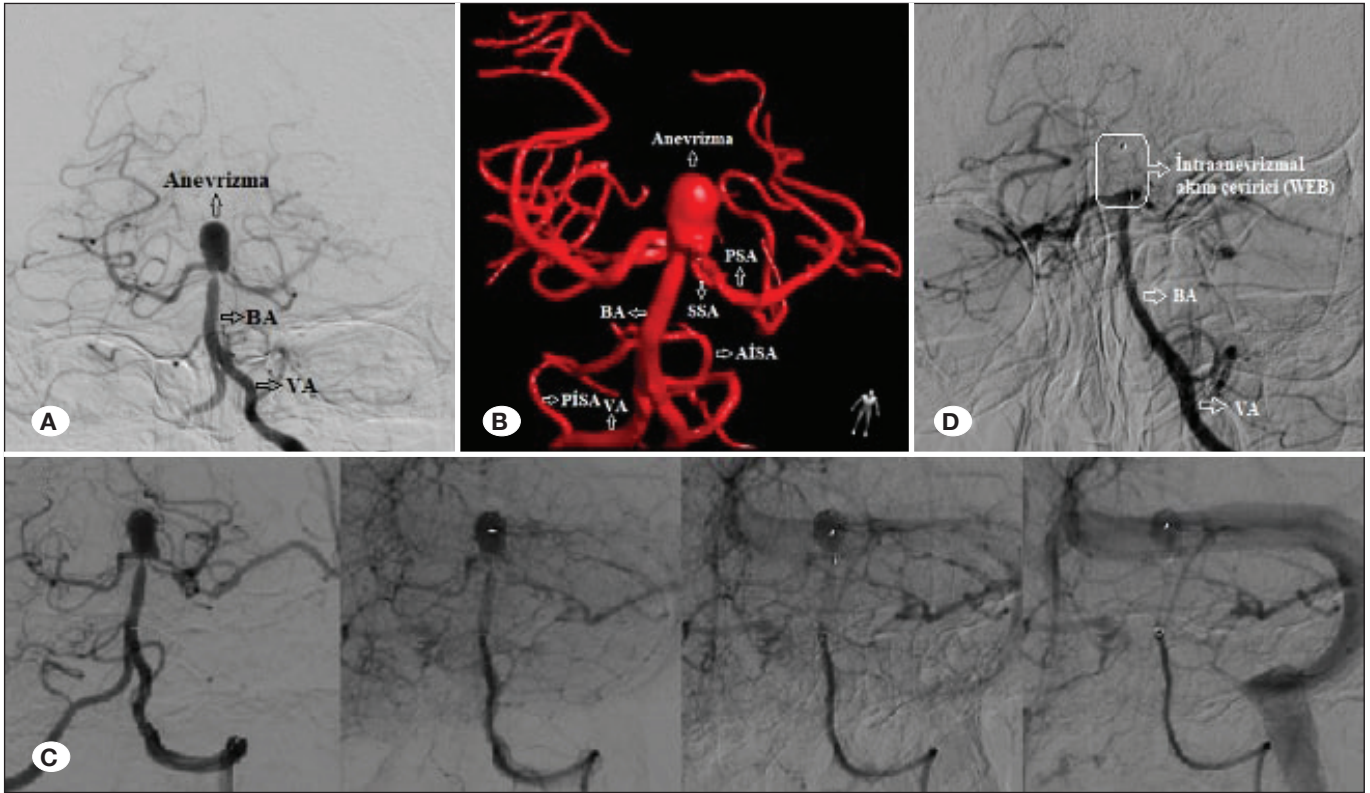 Anevrizma
BA
VA
A
Anevrizma
PSA
BA
SSA
AİSA
PİSA
VA
B
İntraanevrizmal
akım çevirici (WEB)
BA
VA
D
C